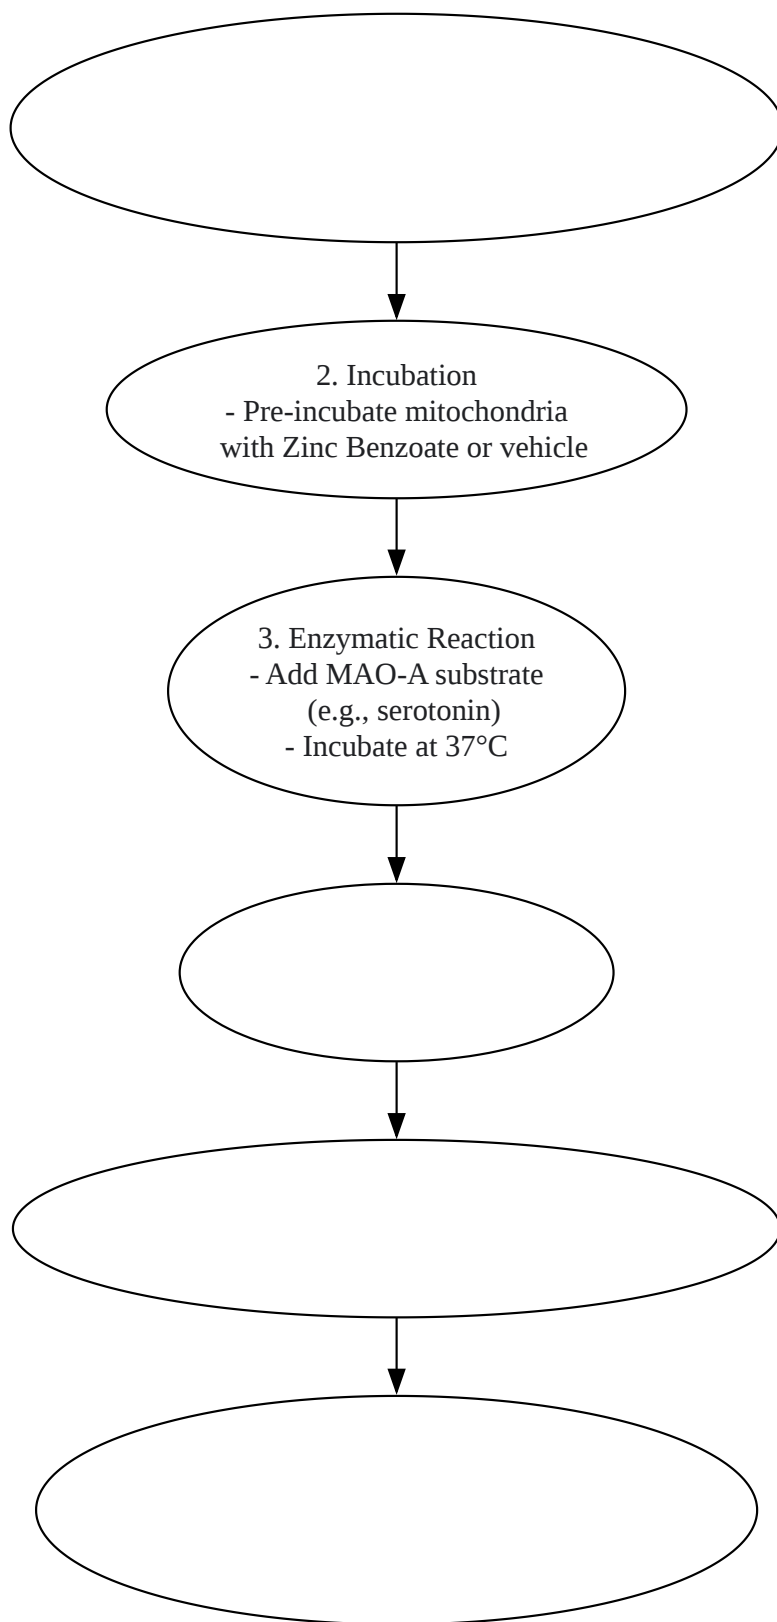 2. Incubation
- Pre-incubate mitochondria
with Zinc Benzoate or vehicle
3. Enzymatic Reaction
- Add MAO-A substrate
(e.g., serotonin)
- Incubate at 37°C